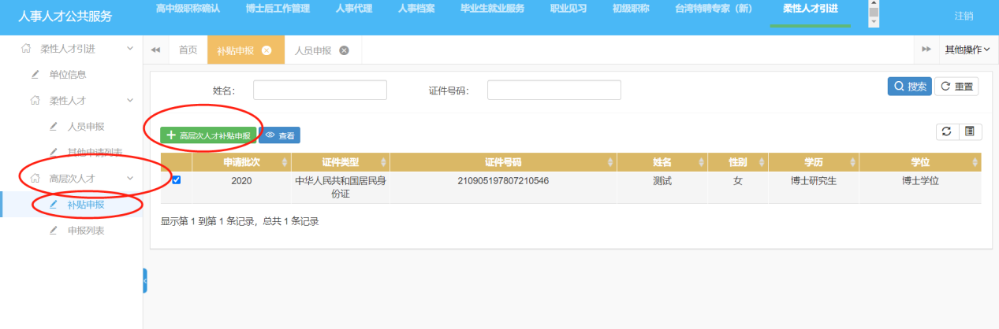 人事人才公共服务
高中级职称确认 博士后工作管理 人事代理 人事档案 毕业生就业服务 职业见习 初级职称 台湾特聘专家（新） 柔性人才引进
注销
柔性人才引进
单位信息
柔性人才
人员申报
其他申请列表
高层次人才
补贴申报
申报列表
首页 补贴申报 人员申报 其他操作
姓名： 证件号码： 搜索 重置
高层次人才补贴申报 查看
申请批次 证件类型 证件号码 姓名 性别 学历 学位
2020 中华人民共和国居民身份证 210905197807210546 测试 女 博士研究生 博士学位
显示第 1 到第 1 条记录，总共 1 条记录